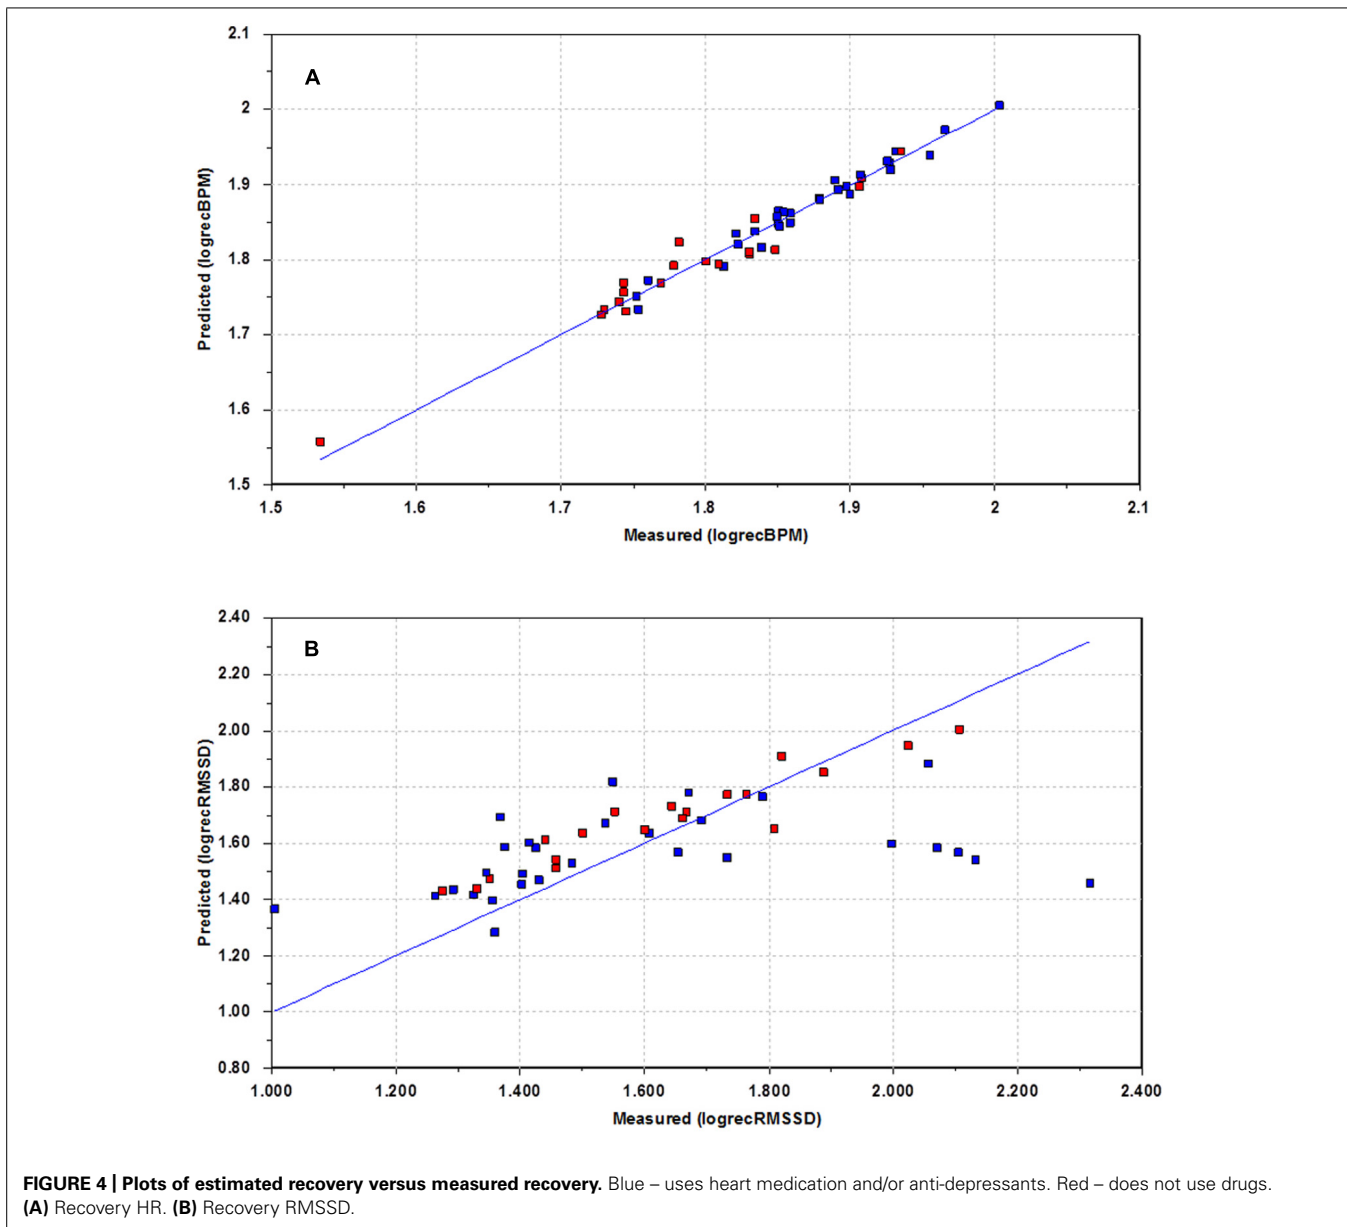 2.1
A
2
1.9
1.8
1.7
1.6
1.5
Predicted (logrecBPM)
1.5 1.6 1.7 1.8 1.9 2 2.1
Measured (logrecBPM)
2.40
B
2.20
2.00
1.80
1.60
1.40
1.20
1.00
0.80
Predicted (logrecRMSSD)
1.000 1.200 1.400 1.600 1.800 2.000 2.200 2.400
Measured (logrecRMSSD)
FIGURE 4 | Plots of estimated recovery versus measured recovery. Blue – uses heart medication and/or anti-depressants. Red – does not use drugs.
(A) Recovery HR. (B) Recovery RMSSD.